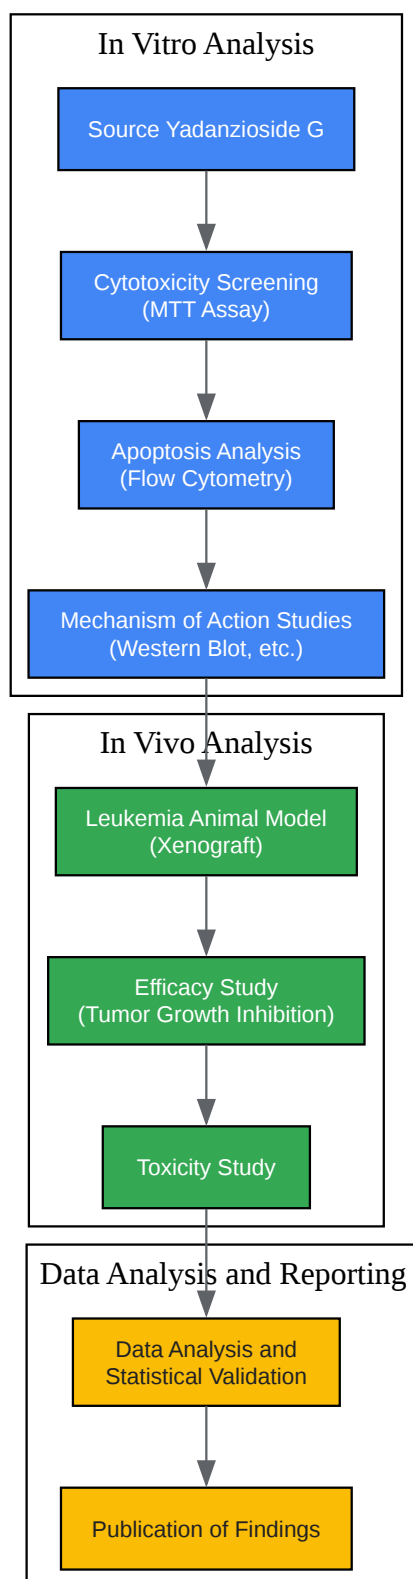 In Vitro Analysis
Source Yadanzioside G
Cytotoxicity Screening
(MTT Assay)
Apoptosis Analysis
(Flow Cytometry)
Mechanism of Action Studies
(Western Blot, etc.)
In Vivo Analysis
Leukemia Animal Model
(Xenograft)
Efficacy Study
(Tumor Growth Inhibition)
Toxicity Study
Data Analysis and Reporting
Data Analysis and
Statistical Validation
Publication of Findings